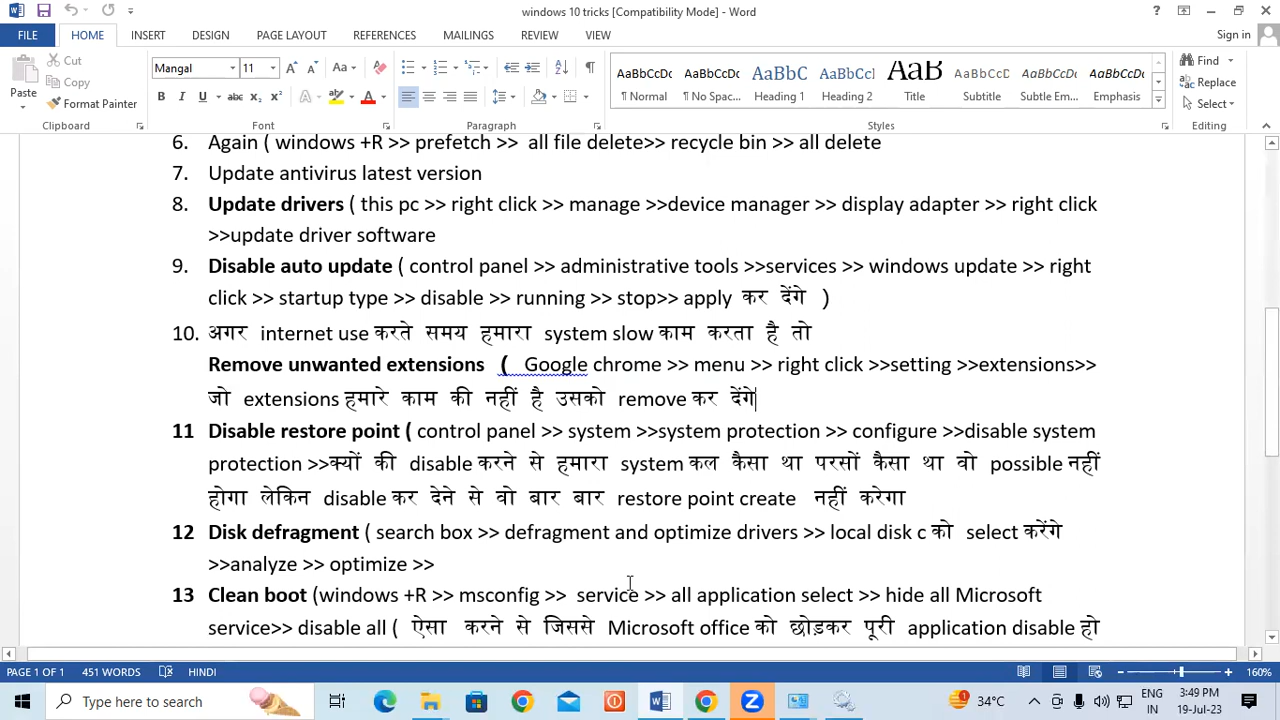 windows 10 tricks [Compatibility Mode] - Word
?
FILE HOME INSERT DESIGN PAGE LAYOUT REFERENCES MAILINGS REVIEW VIEW Sign in
Paste
Cut
Copy
Format Painter
Clipboard
Mangal 11
Font
Paragraph
AaBbCcDc AaBbCcDc AaBbC AaBbCcl AaB AaBbCcD AaBbCcDc
¶ Normal ¶ No Spac... Heading 1 Heading 2 Title Subtitle Subtle Em... Emphasis
Styles
Find
Replace
Select
Editing
6. Again ( windows +R >> prefetch >> all file delete>> recycle bin >> all delete
7. Update antivirus latest version
8. Update drivers ( this pc >> right click >> manage >>device manager >> display adapter >> right click
>>update driver software
9. Disable auto update ( control panel >> administrative tools >>services >> windows update >> right
click >> startup type >> disable >> running >> stop>> apply कर देंगे )
10. अगर internet use करते समय हमारा system slow काम करता है तो
Remove unwanted extensions ( Google chrome >> menu >> right click >>setting >>extensions>>
जो extensions हमारे काम की नहीं है उसको remove कर देंगे
11 Disable restore point ( control panel >> system >>system protection >> configure >>disable system
protection >>क्यों की disable करने से हमारा system कल कैसा था परसों कैसा था वो possible नहीं
होगा लेकिन disable कर देने से वो बार बार restore point create नहीं करेगा
12 Disk defragment ( search box >> defragment and optimize drivers >> local disk c को select करेंगे
>>analyze >> optimize >>
13 Clean boot (windows +R >> msconfig >> service >> all application select >> hide all Microsoft
service>> disable all ( ऐसा करने से जिससे Microsoft office को छोड़कर पूरी application disable हो
PAGE 1 OF 1 451 WORDS HINDI 160%
Type here to search
34°C
ENG
IN
3:49 PM
19-Jul-23